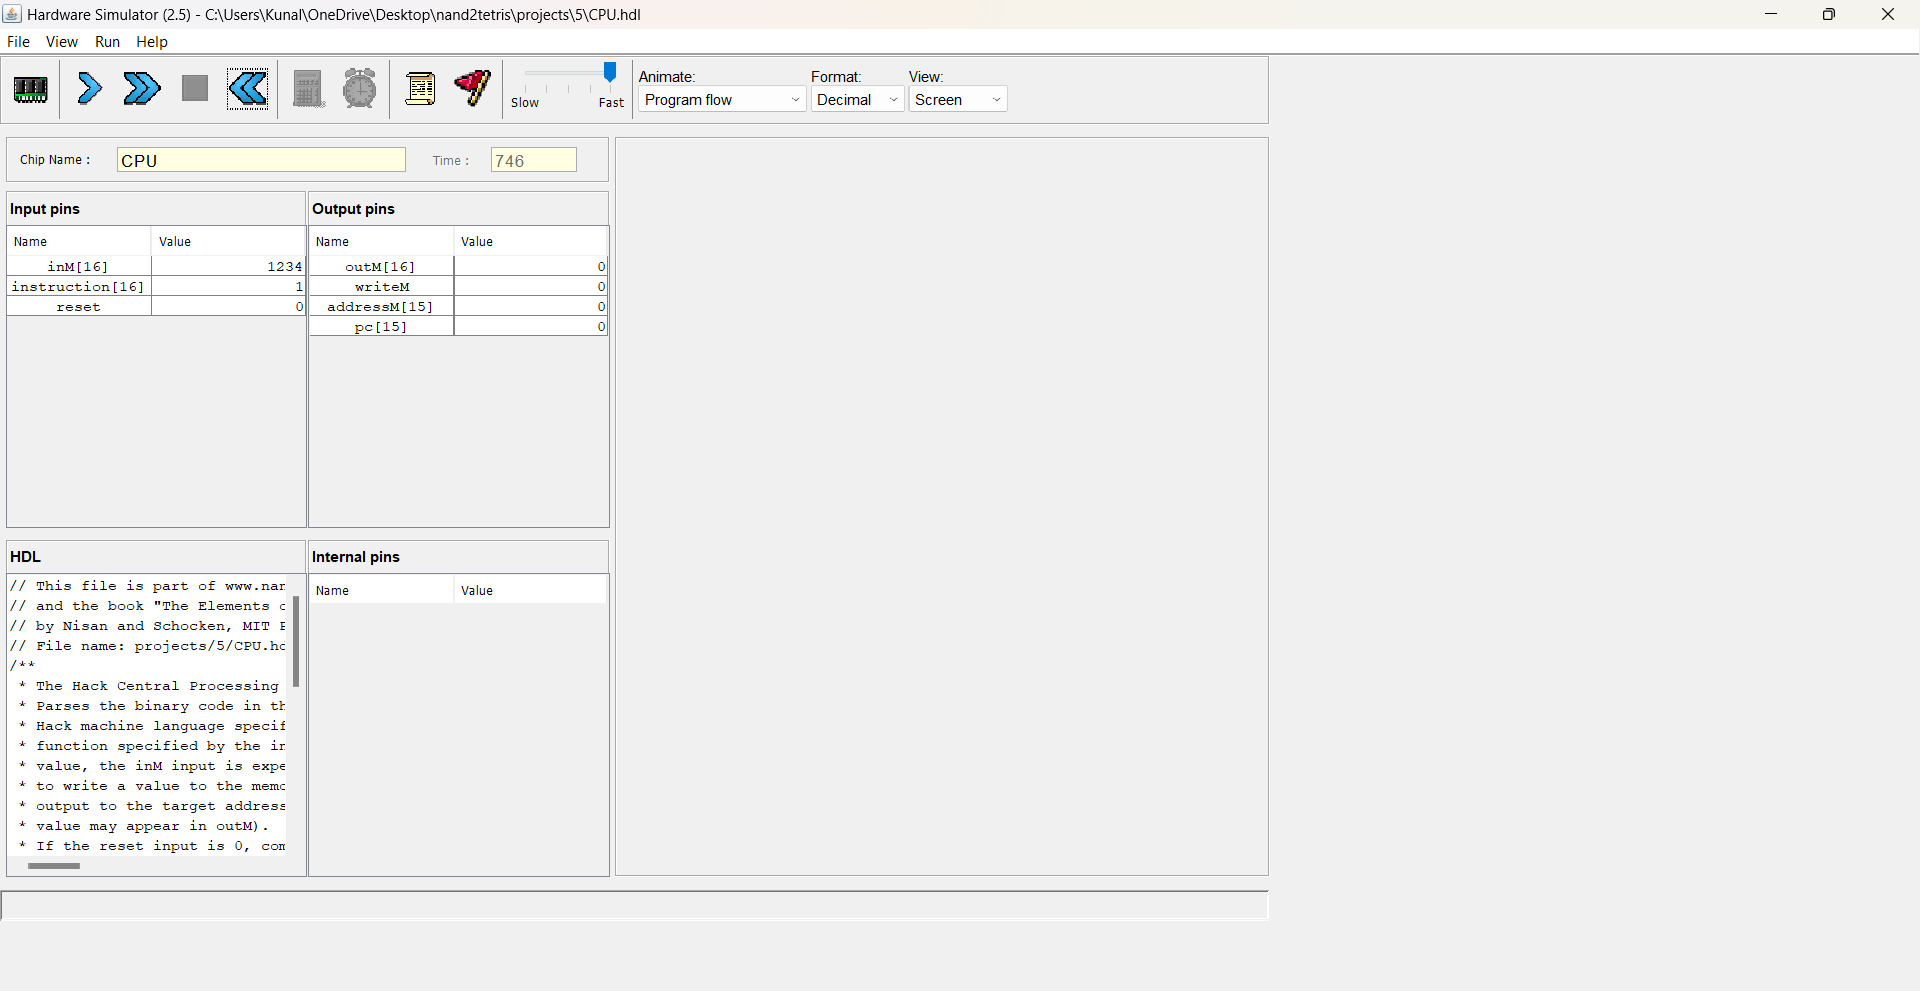 Hardware Simulator (2.5) - C:\Users\Kunal\OneDrive\Desktop\nand2tetris\projects\5\CPU.hdl
File View Run Help
Slow Fast
Animate: Format: View:
Program flow Decimal Screen
Chip Name : CPU Time : 746
Input pins
Name Value
inM[16] 1234
instruction[16] 1
reset 0
Output pins
Name Value
outM[16] 0
writeM 0
addressM[15] 0
pc[15] 0
HDL
// This file is part of www.nan
// and the book "The Elements o
// by Nisan and Schocken, MIT P
// File name: projects/5/CPU.hd
/**
* The Hack Central Processing
* Parses the binary code in th
* Hack machine language specif
* function specified by the in
* value, the inM input is expe
* to write a value to the memo
* output to the target address
* value may appear in outM).
* If the reset input is 0, com
Internal pins
Name Value